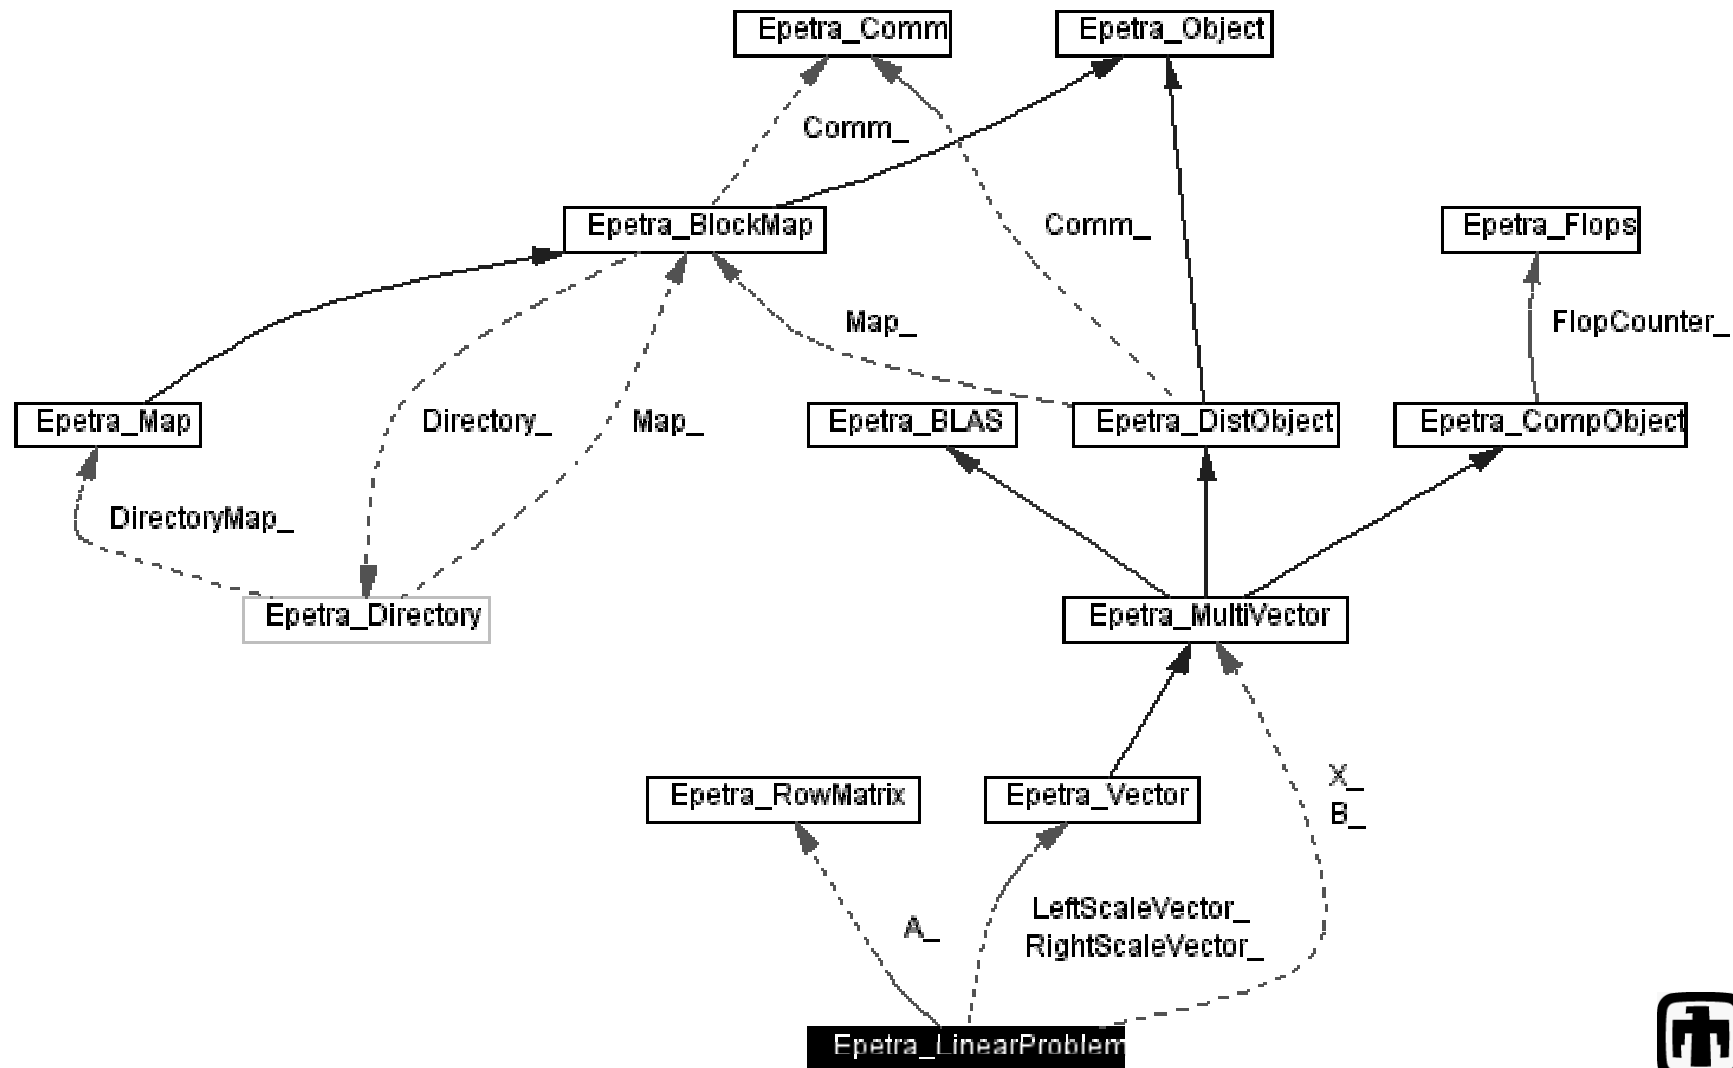 Epetra_Comm
Epetra_Object
Comm_
Epetra_BlockMap
Comm_
Epetra_Flops
Map_
FlopCounter_
Epetra_Map
Directory_
Map_
Epetra_BLAS
Epetra_DistObject
Epetra_CompObject
DirectoryMap_
Epetra_Directory
Epetra_MultiVector
X_
B_
Epetra_RowMatrix
Epetra_Vector
A_
LeftScaleVector_
RightScaleVector_
Epetra_LinearProblem